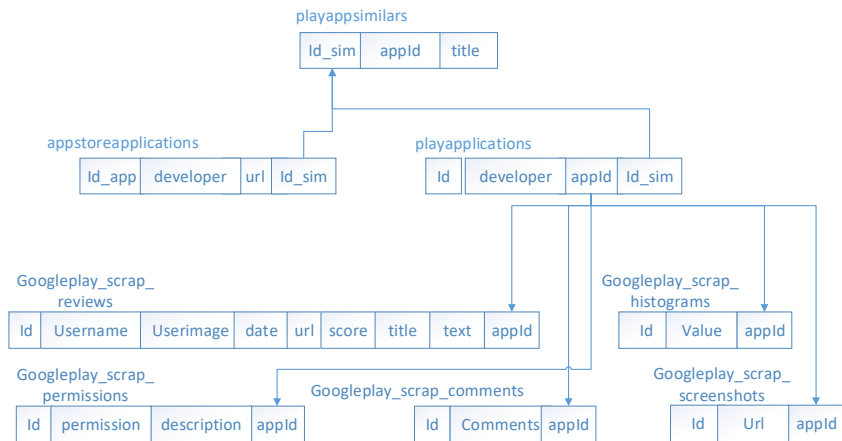 playappsimilars
Id_sim appId title
appstoreapplications
Id_app developer url Id_sim
playapplications
Id developer appId Id_sim
Googleplay_scrap_
reviews
Id Username Userimage date url score title text appId
Googleplay_scrap_
histograms
Id Value appId
Googleplay_scrap_
permissions
Id permission description appId
Googleplay_scrap_comments
Id Comments appId
Googleplay_scrap_
screenshots
Id Url appId